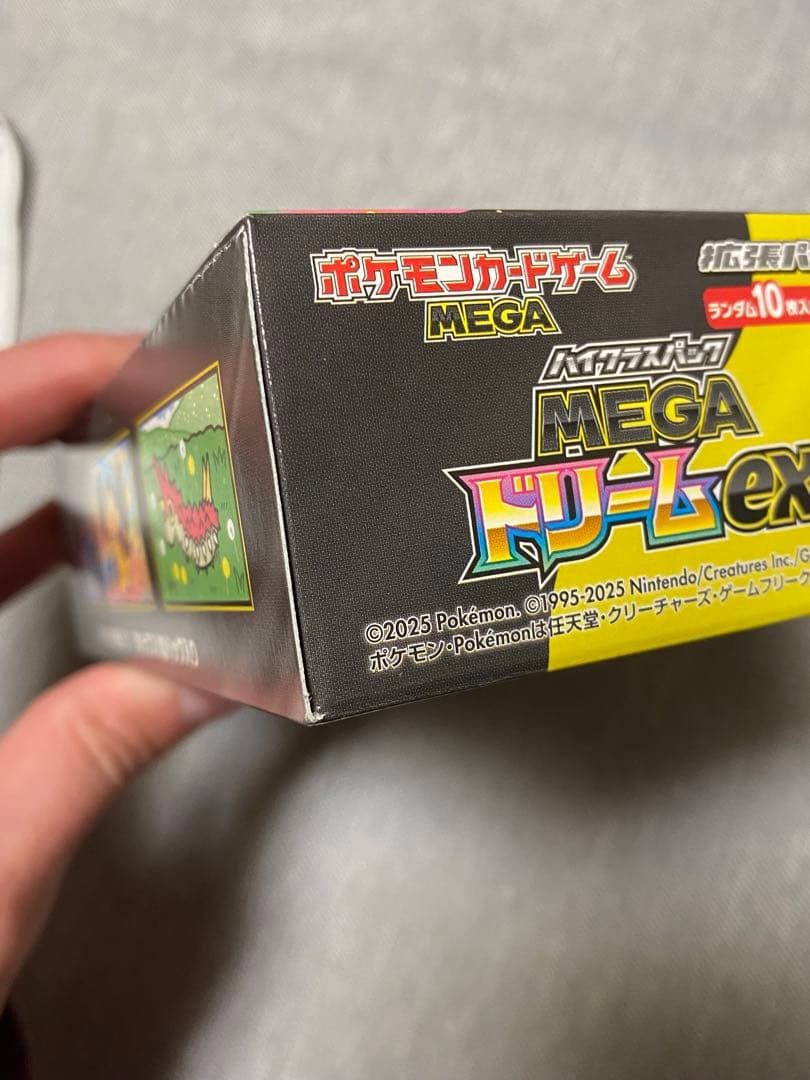 ポケモンカードゲーム
MEGA
拡張パ
ランダム10枚入
ハイクラスパック
MEGA
ドリームex
©2025 Pokémon. ©1995-2025 Nintendo/Creatures Inc./G
ポケモン・Pokémonは任天堂・クリーチャーズ・ゲームフリーク